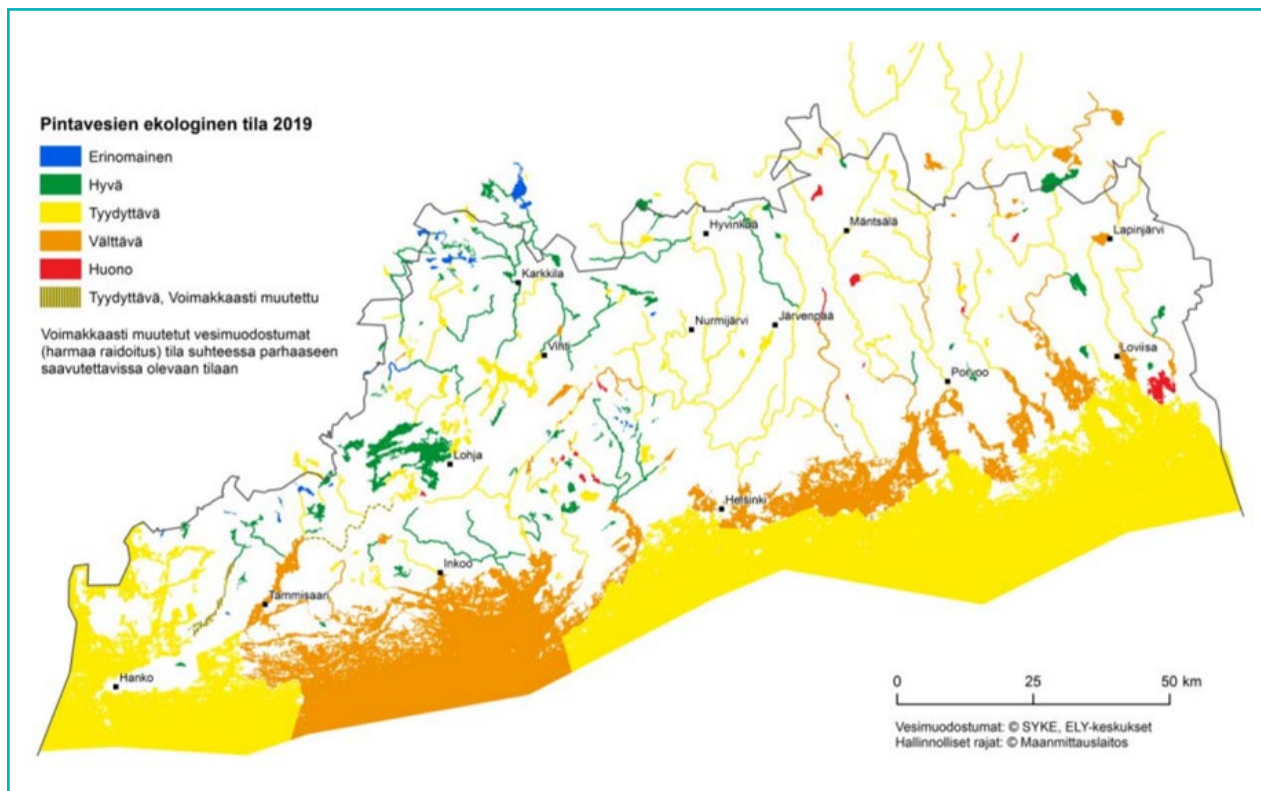 Pintavesien ekologinen tila 2019
Erinomainen
Hyvä
Tyydyttävä
Välttävä
Huono
Tyydyttävä, Voimakkaasti muutettu
Voimakkaasti muutetut vesimuodostumat
(harmaa raidoitus) tila suhteessa parhaaseen
saavutettavissa olevaan tilaan
Hyvinkää
Mäntsälä
Lapinjärvi
Karkkila
Nurmijärvi
Järvenpää
Vihti
Loviisa
Porvoo
Lohja
Helsinki
Inkoo
Tammisaari
Hanko
0 25 50 km
Vesimuodostumat: © SYKE, ELY-keskukset
Hallinnolliset rajat: © Maanmittauslaitos